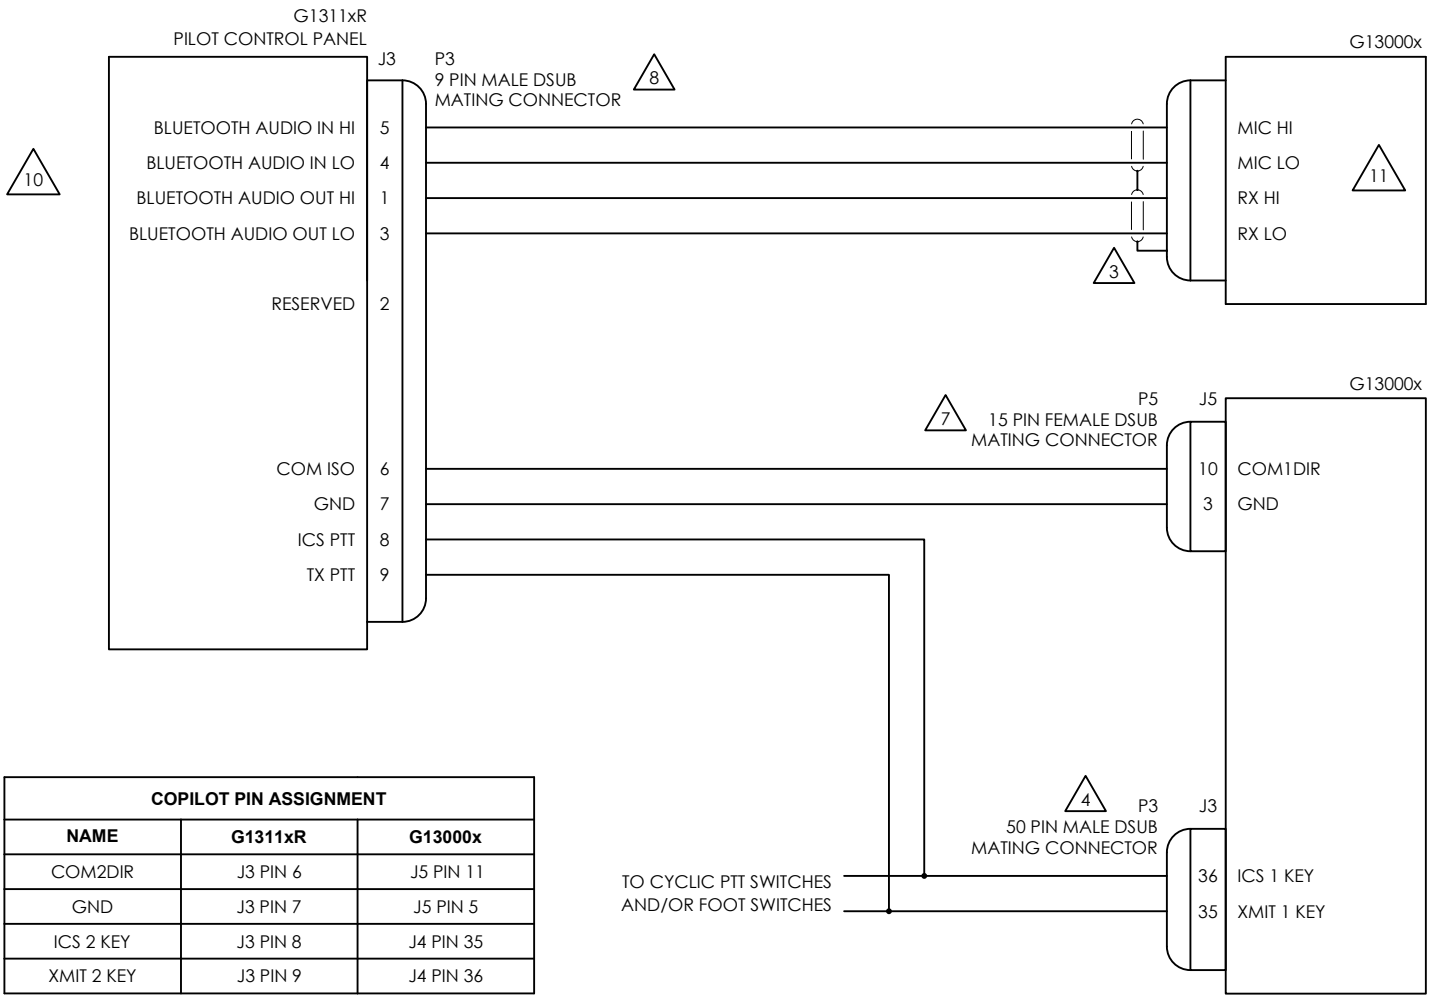 G1311xR
PILOT CONTROL PANEL
J3
P3
9 PIN MALE DSUB
MATING CONNECTOR
8
G13000x
BLUETOOTH AUDIO IN HI 5
MIC HI
BLUETOOTH AUDIO IN LO 4
MIC LO
10
11
BLUETOOTH AUDIO OUT HI 1
RX HI
BLUETOOTH AUDIO OUT LO 3
RX LO
3
RESERVED 2
G13000x
P5 J5
7
15 PIN FEMALE DSUB
MATING CONNECTOR
COM ISO 6
10 COM1DIR
GND 7
3 GND
ICS PTT 8
TX PTT 9
4
P3 J3
50 PIN MALE DSUB
MATING CONNECTOR
TO CYCLIC PTT SWITCHES
AND/OR FOOT SWITCHES
36 ICS 1 KEY
35 XMIT 1 KEY
COPILOT PIN ASSIGNMENT
NAME G1311xR G13000x
COM2DIR J3 PIN 6 J5 PIN 11
GND J3 PIN 7 J5 PIN 5
ICS 2 KEY J3 PIN 8 J4 PIN 35
XMIT 2 KEY J3 PIN 9 J4 PIN 36